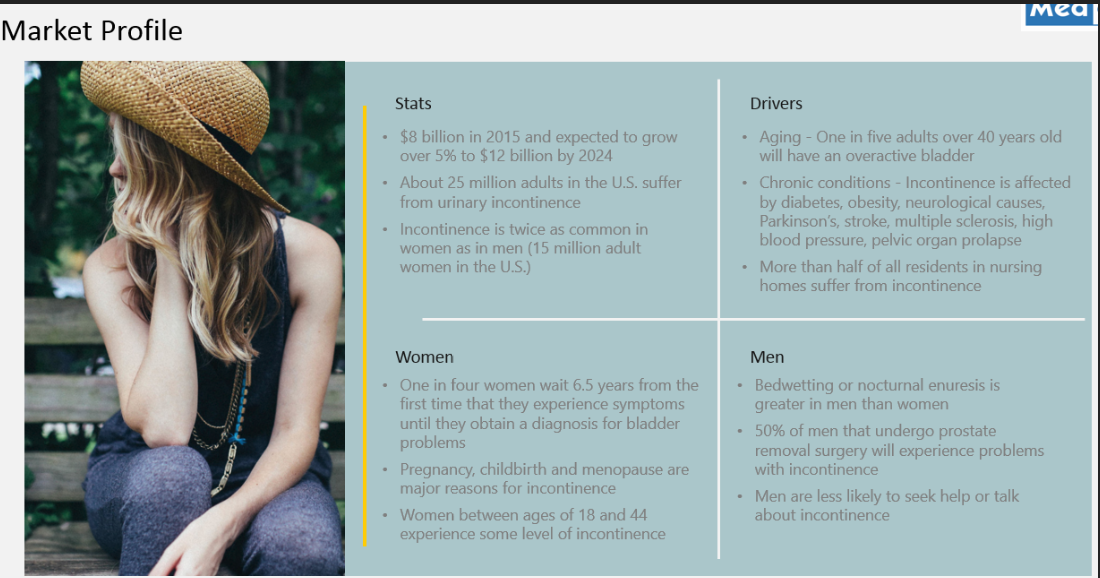 Med
Market Profile
Stats
• $8 billion in 2015 and expected to grow
over 5% to $12 billion by 2024
• About 25 million adults in the U.S. suffer
from urinary incontinence
• Incontinence is twice as common in
women as in men (15 million adult
women in the U.S.)
Drivers
• Aging - One in five adults over 40 years old
will have an overactive bladder
• Chronic conditions - Incontinence is affected
by diabetes, obesity, neurological causes,
Parkinson's, stroke, multiple sclerosis, high
blood pressure, pelvic organ prolapse
• More than half of all residents in nursing
homes suffer from incontinence
Women
• One in four women wait 6.5 years from the
first time that they experience symptoms
until they obtain a diagnosis for bladder
problems
• Pregnancy, childbirth and menopause are
major reasons for incontinence
• Women between ages of 18 and 44
experience some level of incontinence
Men
• Bedwetting or nocturnal enuresis is
greater in men than women
• 50% of men that undergo prostate
removal surgery will experience problems
with incontinence
• Men are less likely to seek help or talk
about incontinence